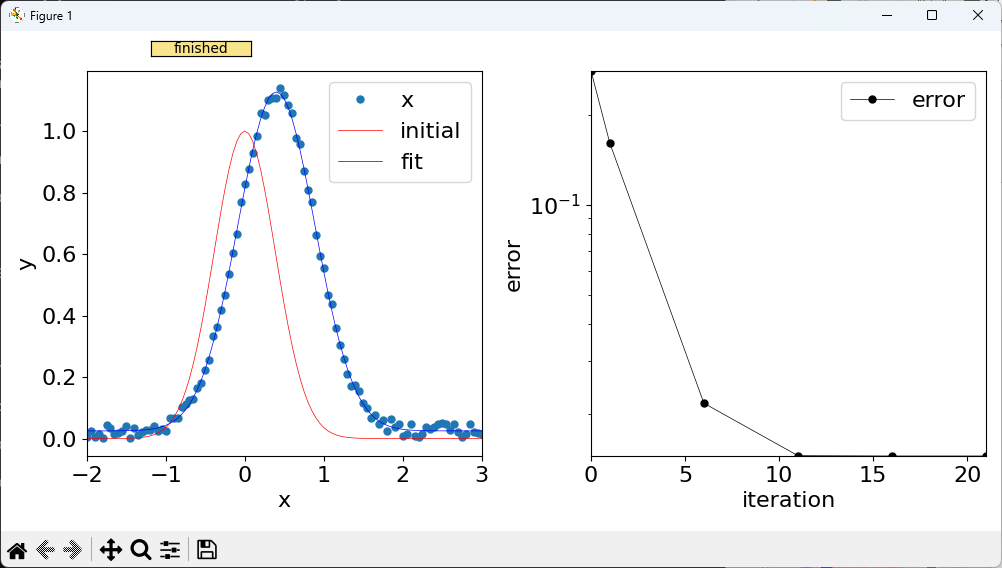 Figure 1
finished
x
initial
fit
1.0
0.8
0.6
0.4
0.2
0.0
y
−2
−1
0
1
2
3
x
error
10⁻¹
error
0
5
10
15
20
iteration